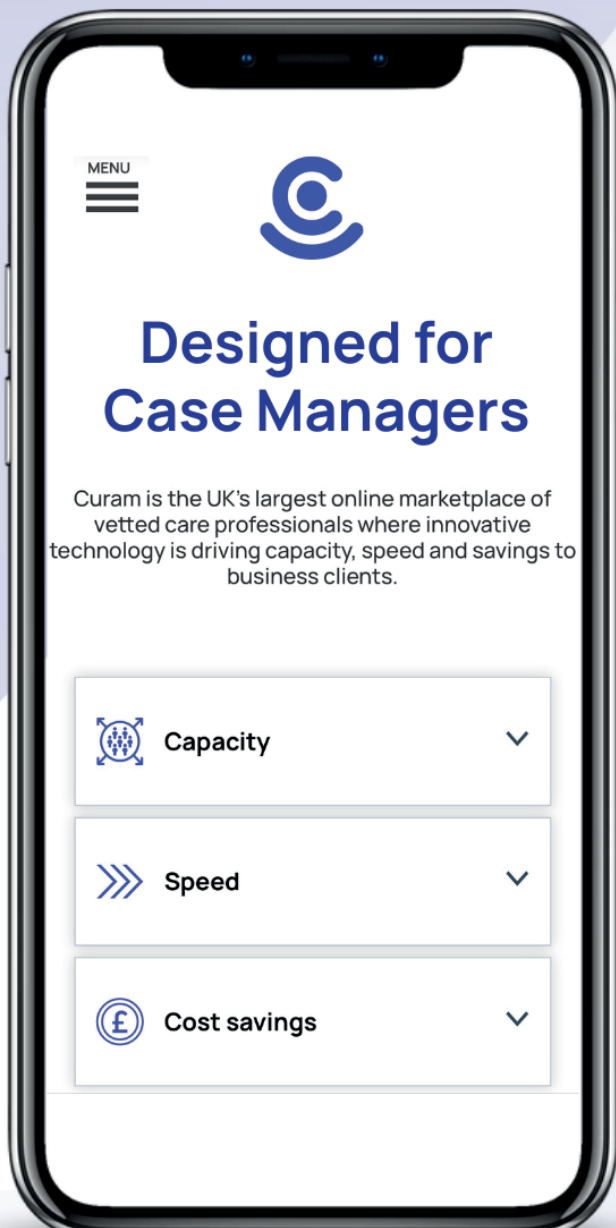 MENU
Designed for
Case Managers
Curam is the UK's largest online marketplace of
vetted care professionals where innovative
technology is driving capacity, speed and savings to
business clients.
Capacity
Speed
£
Cost savings